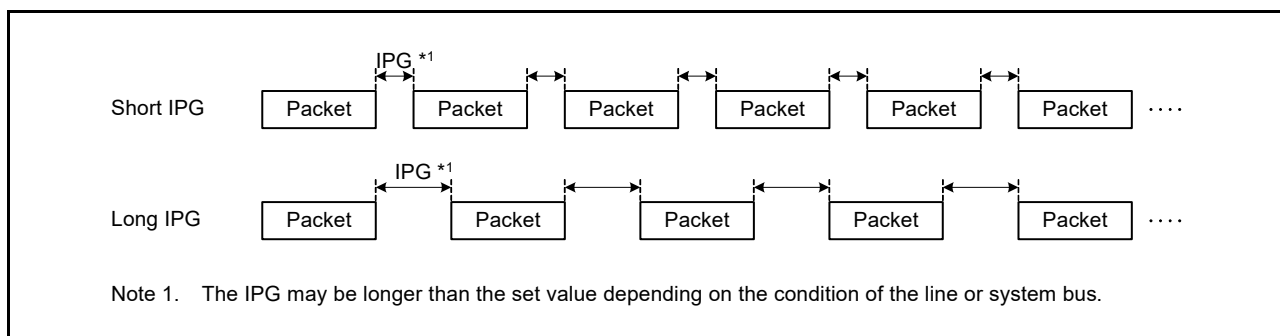 IPG *1
Short IPG Packet Packet Packet Packet Packet Packet ····
IPG *1
Long IPG Packet Packet Packet Packet Packet ····
Note 1. The IPG may be longer than the set value depending on the condition of the line or system bus.